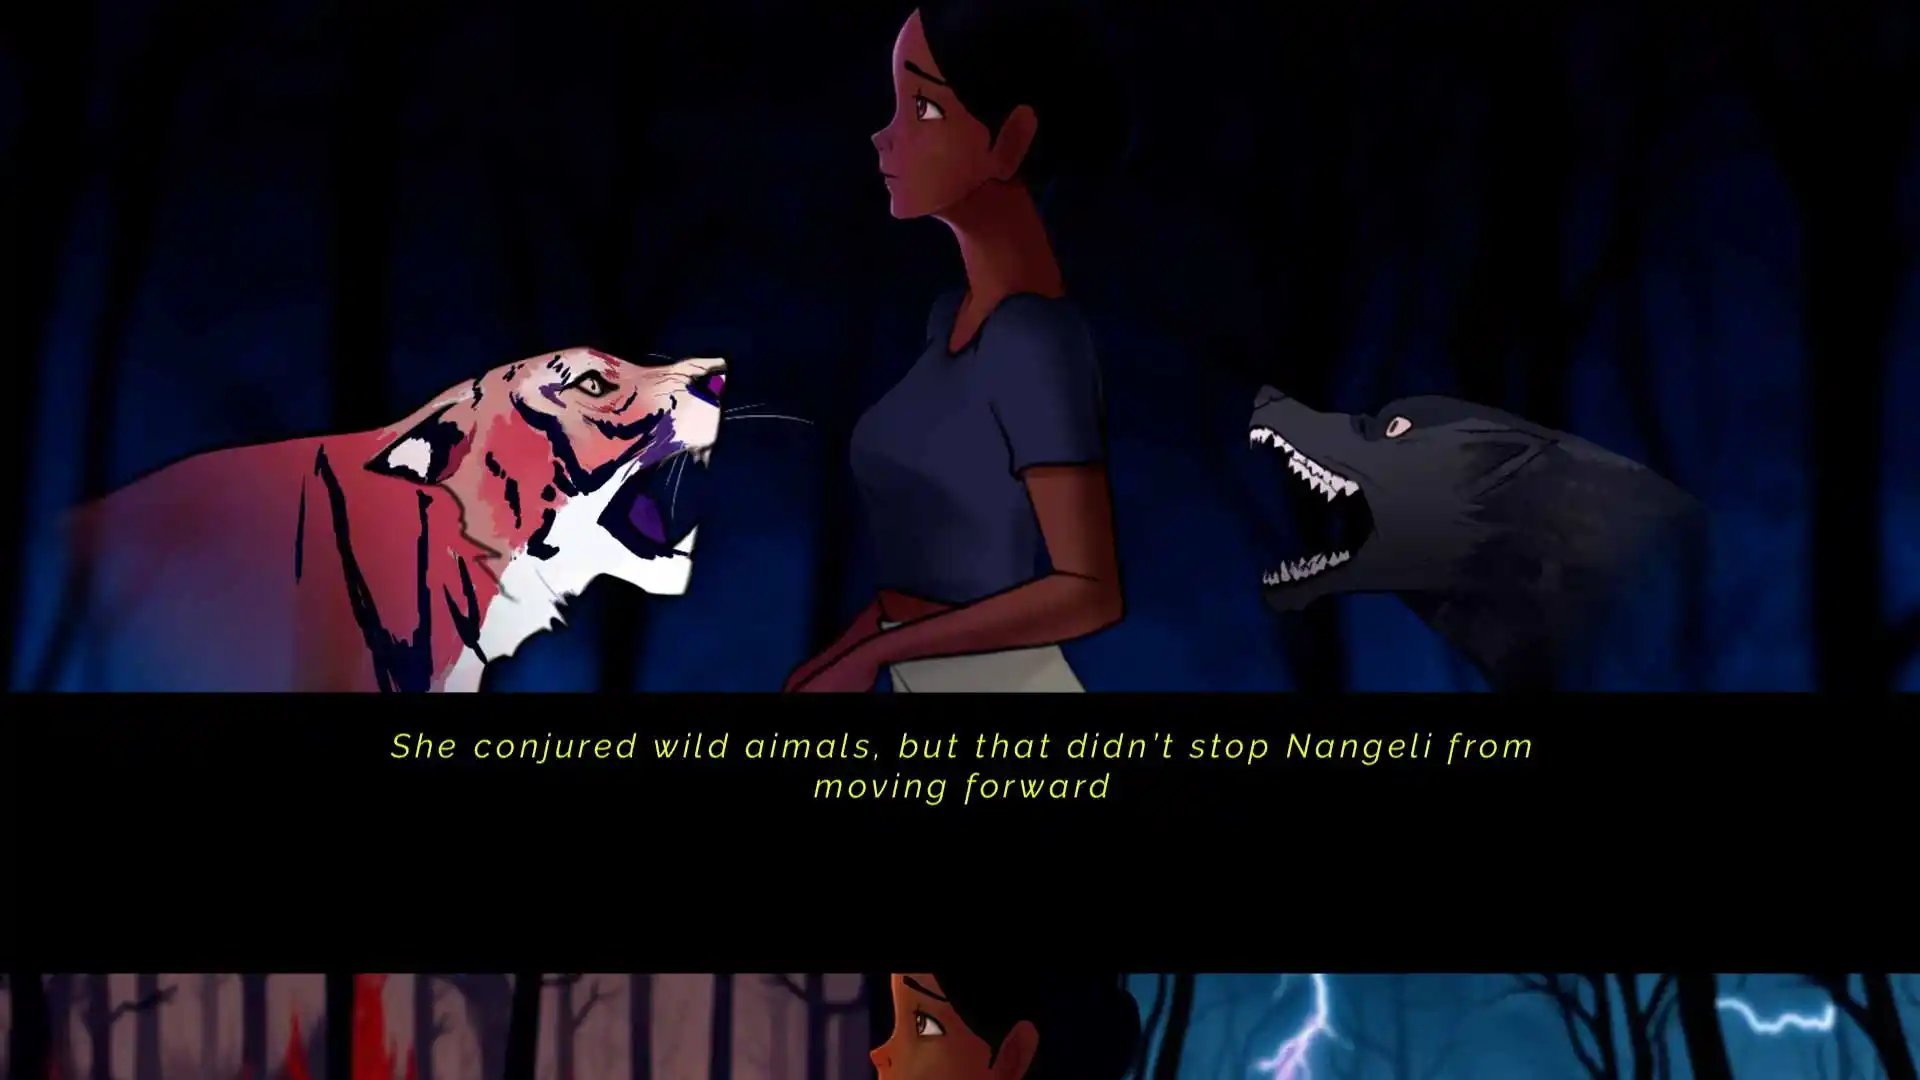 She conjured wild aimals, but that didn't stop Nangeli from
moving forward